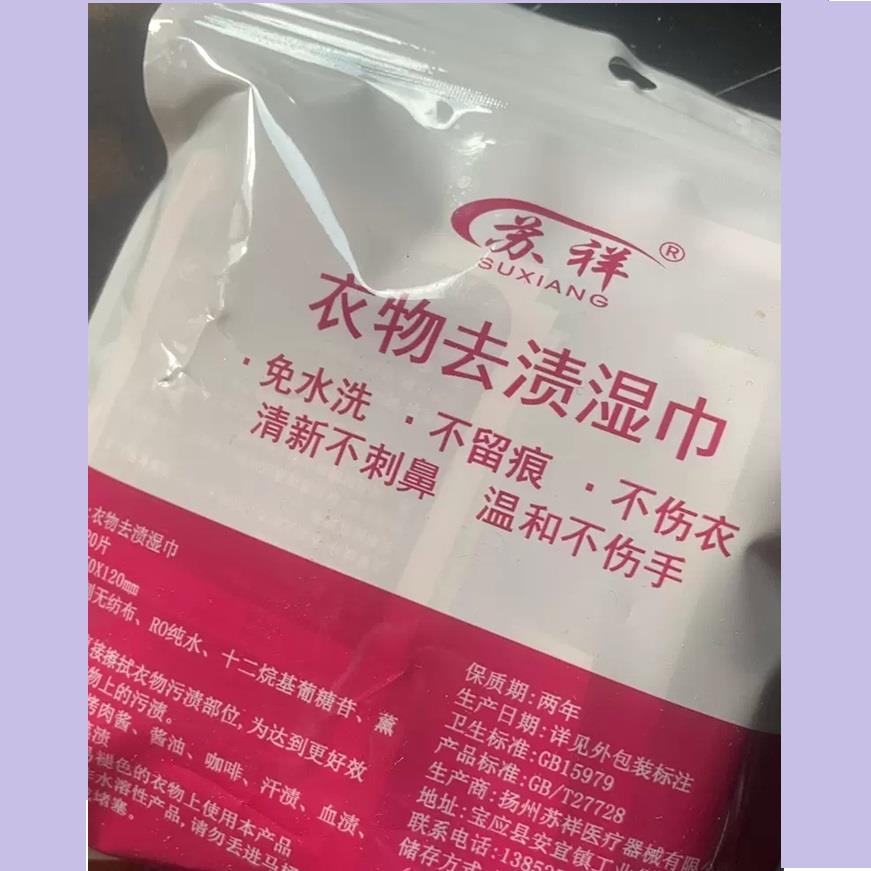 苏祥®
SUXIANG
衣物去渍湿巾
·免水洗 ·不留痕 ·不伤衣
清新不刺鼻 温和不伤手
衣物去渍湿巾
20片
0X120mm
无纺布、RO纯水、十二烷基葡糖苷、薰
接擦拭衣物污渍部位,为达到更好效
物上的污渍。
烤肉酱、酱油、咖啡、汗渍、血渍、
渍
褪色的衣物上使用本产品
水溶性产品,请勿丢进马桶
堵塞。
保质期:两年
生产日期:详见外包装标注
卫生标准:GB15979
产品标准:GB/T27728
生产商:扬州苏祥医疗器械有限
地址:宝应县安宜镇工业
联系电话:13852
储存方式